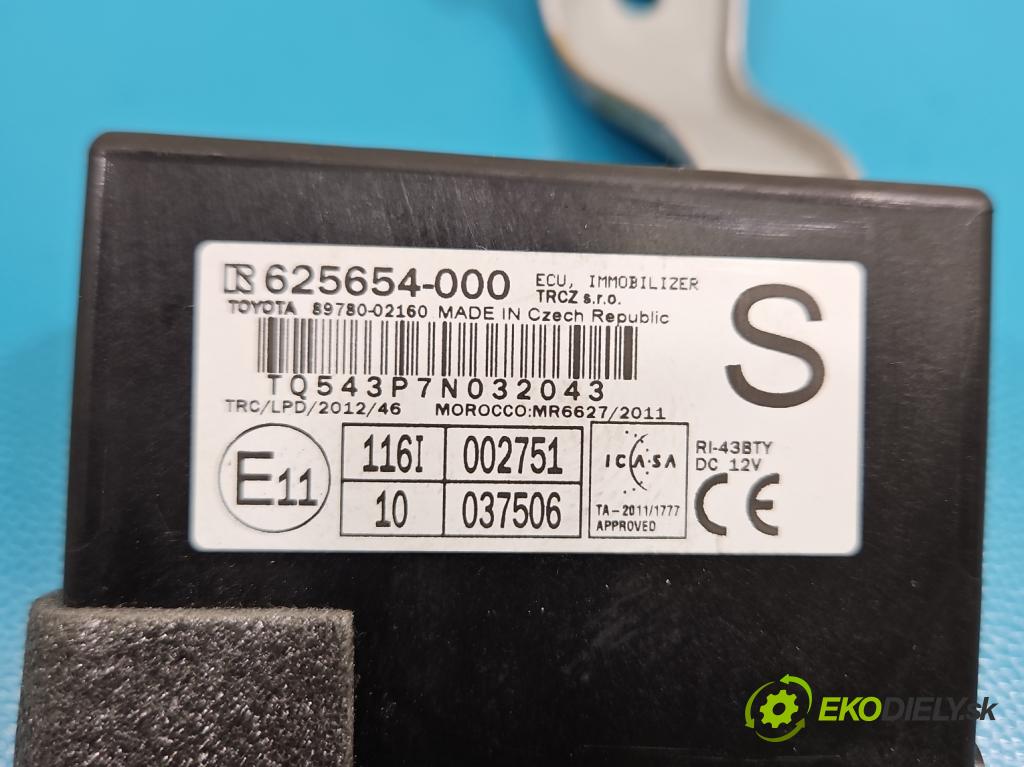 R 625654-000 ECU, IMMOBILIZER
TRCZ s.r.o.
TOYOTA 89780-02160 MADE IN Czech Republic
TQ543P7N032043
S
TRC/LPD/2012/46 MOROCCO:MR6627/2011
E11
116I 002751
10 037506
ICASA
TA-2011/1777
APPROVED
RI-43BTY
DC 12V
CE
EKODIELY.sk